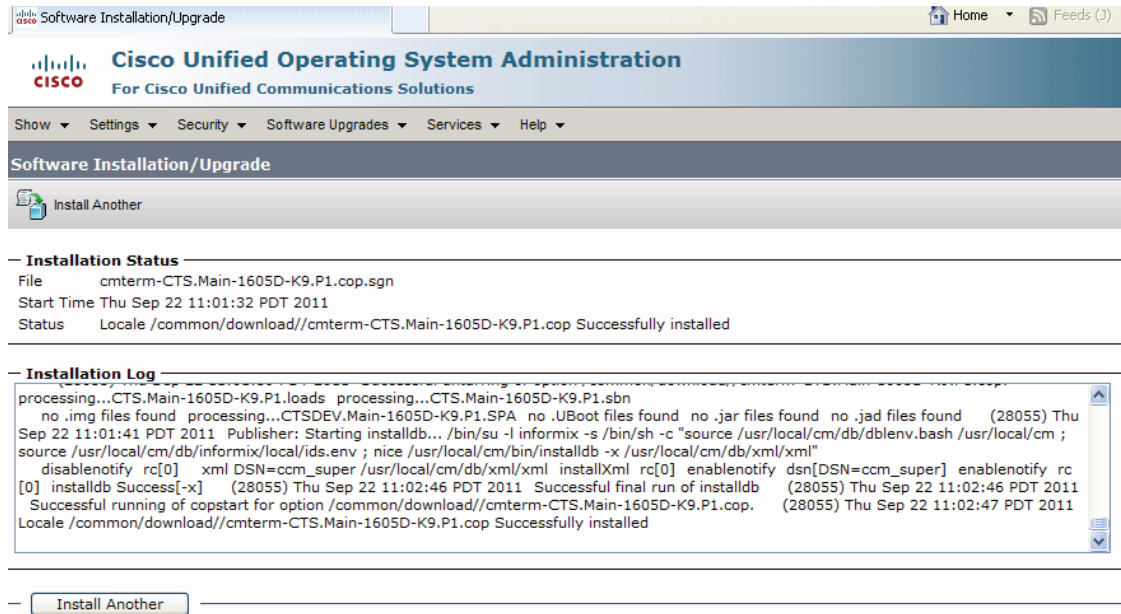 Software Installation/Upgrade
Home
Feeds (J)
CISCO
Cisco Unified Operating System Administration
For Cisco Unified Communications Solutions
Show
Settings
Security
Software Upgrades
Services
Help
Software Installation/Upgrade
Install Another
Installation Status
File cmterm-CTS.Main-1605D-K9.P1.cop.sgn
Start Time Thu Sep 22 11:01:32 PDT 2011
Status Locale /common/download//cmterm-CTS.Main-1605D-K9.P1.cop Successfully installed
Installation Log
processing...CTS.Main-1605D-K9.P1.loads processing...CTS.Main-1605D-K9.P1.sbn
no .img files found processing...CTSDEV.Main-1605D-K9.P1.SPA no .UBoot files found no .jar files found no .jad files found (28055) Thu
Sep 22 11:01:41 PDT 2011 Publisher: Starting installdb... /bin/su -l informix -s /bin/sh -c "source /usr/local/cm/db/dblenv.bash /usr/local/cm ;
source /usr/local/cm/db/informix/local/ids.env ; nice /usr/local/cm/bin/installdb -x /usr/local/cm/db/xml/xml"
disablenotify rc[0] xml DSN=ccm_super /usr/local/cm/db/xml/xml installXml rc[0] enablenotify dsn[DSN=ccm_super] enablenotify rc
[0] installdb Success[-x] (28055) Thu Sep 22 11:02:46 PDT 2011 Successful final run of installdb (28055) Thu Sep 22 11:02:46 PDT 2011
Successful running of copstart for option /common/download//cmterm-CTS.Main-1605D-K9.P1.cop. (28055) Thu Sep 22 11:02:47 PDT 2011
Locale /common/download//cmterm-CTS.Main-1605D-K9.P1.cop Successfully installed
Install Another